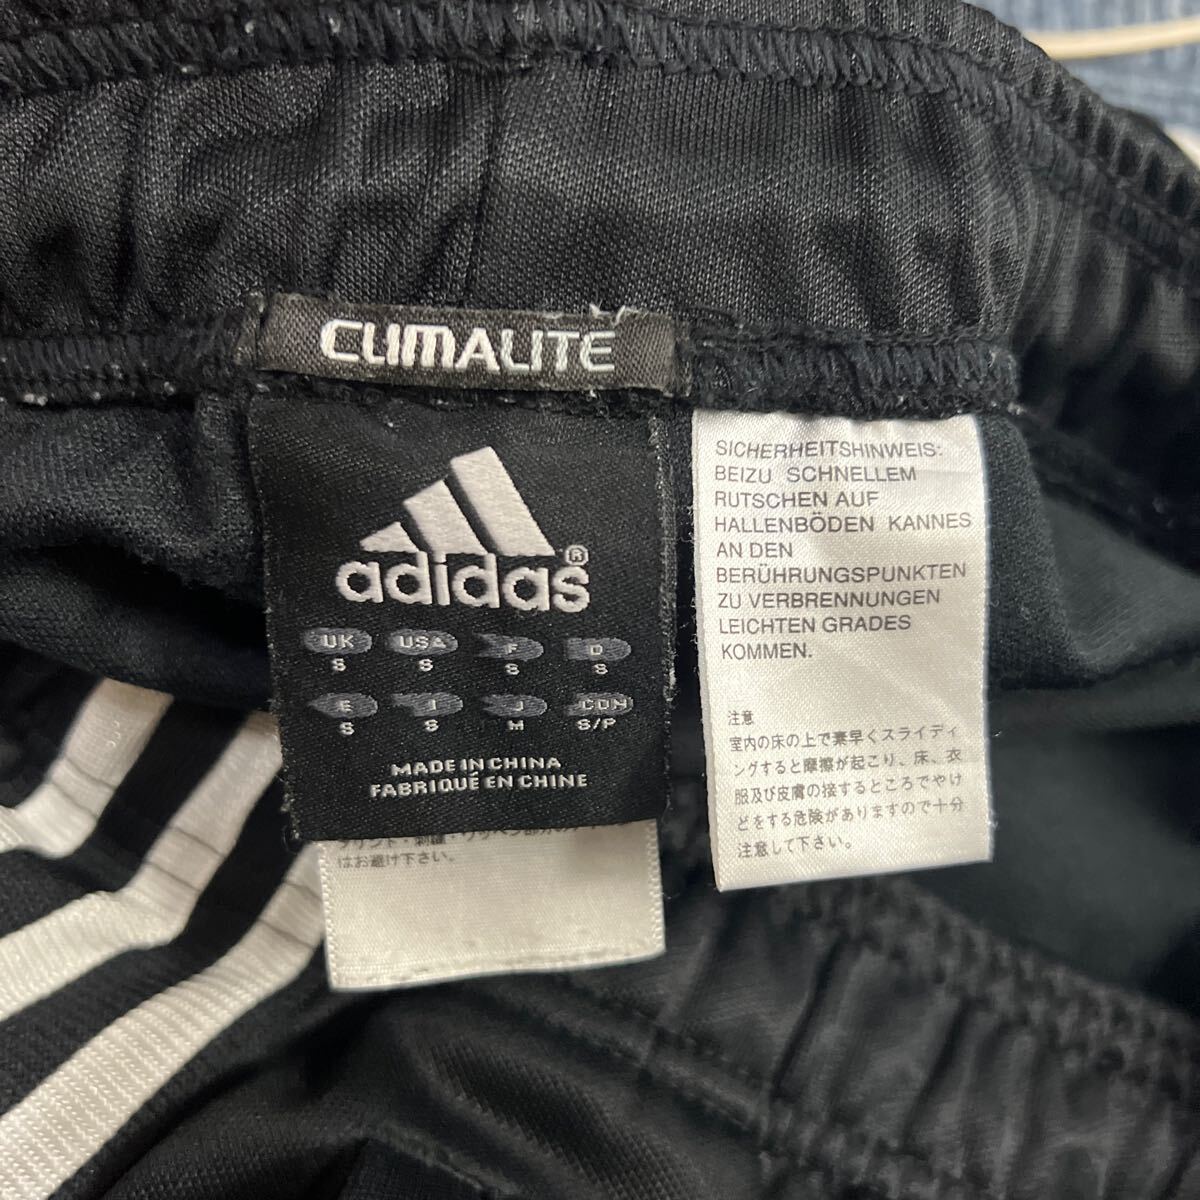 CLIMALITE
adidas®
UK USA F D
S S S S
E I J CDN
S S M S/P
MADE IN CHINA
FABRIQUÉ EN CHINE
はお避け下さい。
SICHERHEITSHINWEIS:
BEIZU SCHNELLEM
RUTSCHEN AUF
HALLENBÖDEN KANNES
AN DEN
BERÜHRUNGSPUNKTEN
ZU VERBRENNUNGEN
LEICHTEN GRADES
KOMMEN.
注意
室内の床の上で素早くスライディ
ングすると摩擦が起こり、床、衣
服及び皮膚の接するところでやけ
どをする危険がありますので十分
注意して下さい。